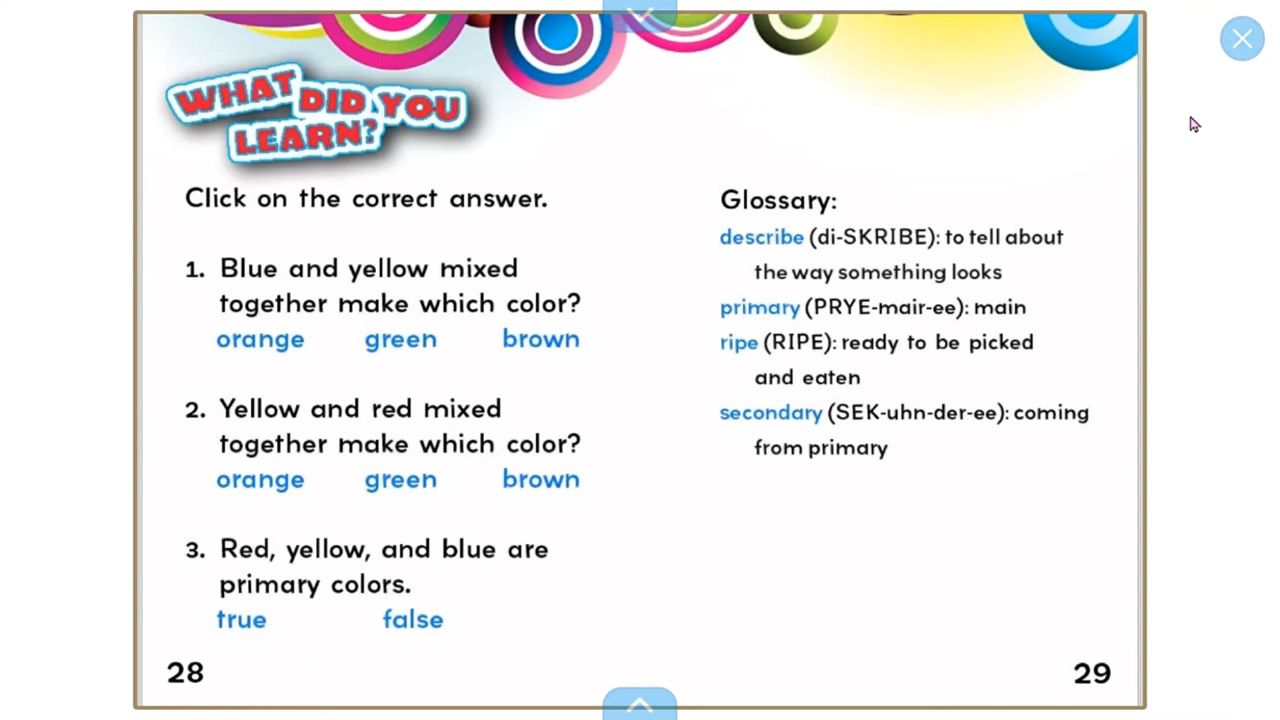 WHAT DID YOU
LEARN?
Click on the correct answer.
1. Blue and yellow mixed
together make which color?
orange green brown
2. Yellow and red mixed
together make which color?
orange green brown
3. Red, yellow, and blue are
primary colors.
true false
28
Glossary:
describe (di-SKRIBE): to tell about
the way something looks
primary (PRYE-mair-ee): main
ripe (RIPE): ready to be picked
and eaten
secondary (SEK-uhn-der-ee): coming
from primary
29